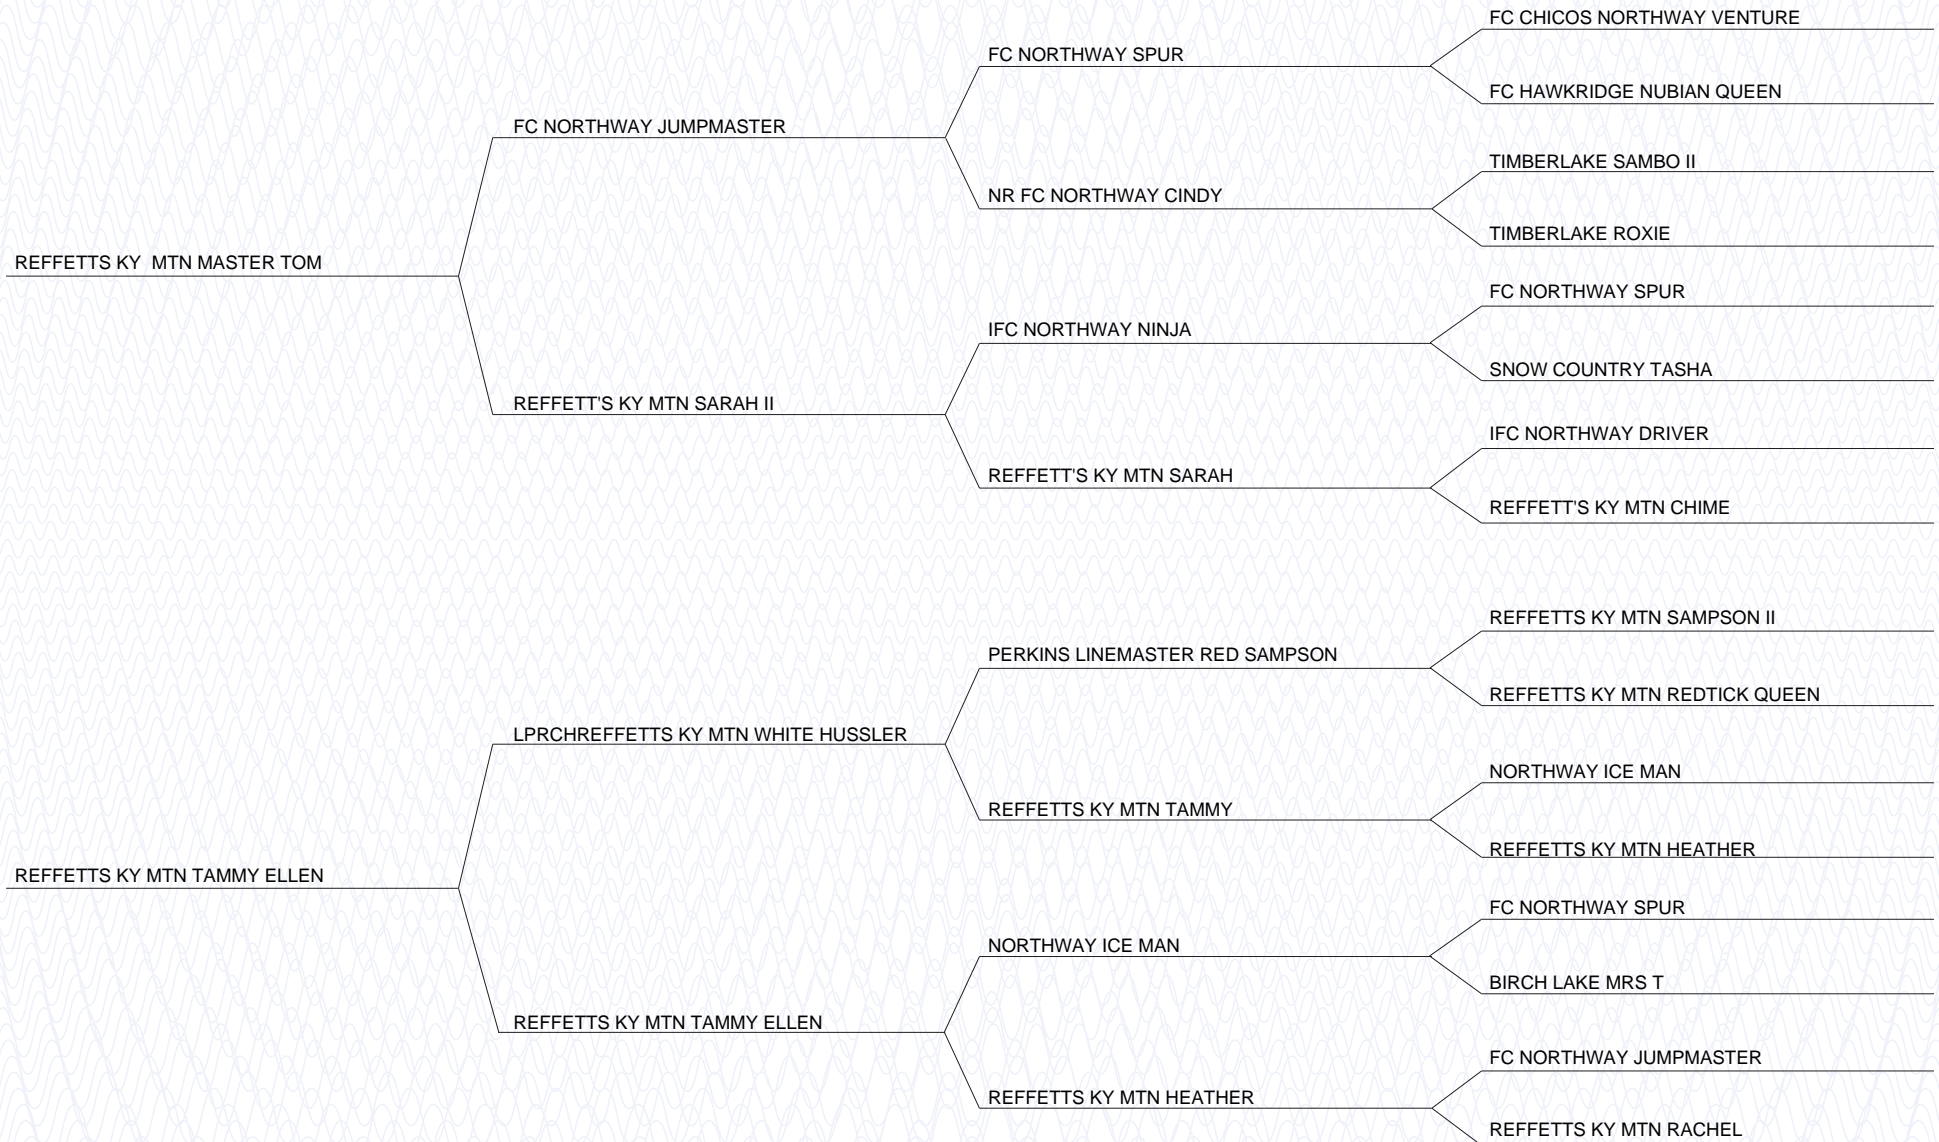 FC CHICOS NORTHWAY VENTURE
FC NORTHWAY SPUR
FC HAWKRIDGE NUBIAN QUEEN
FC NORTHWAY JUMPMASTER
TIMBERLAKE SAMBO II
NR FC NORTHWAY CINDY
TIMBERLAKE ROXIE
REFFETTS KY  MTN MASTER TOM
FC NORTHWAY SPUR
IFC NORTHWAY NINJA
SNOW COUNTRY TASHA
REFFETT'S KY MTN SARAH II
IFC NORTHWAY DRIVER
REFFETT'S KY MTN SARAH
REFFETT'S KY MTN CHIME
REFFETTS KY MTN SAMPSON II
PERKINS LINEMASTER RED SAMPSON
REFFETTS KY MTN REDTICK QUEEN
LPRCHREFFETTS KY MTN WHITE HUSSLER
NORTHWAY ICE MAN
REFFETTS KY MTN TAMMY
REFFETTS KY MTN HEATHER
REFFETTS KY MTN TAMMY ELLEN
FC NORTHWAY SPUR
NORTHWAY ICE MAN
BIRCH LAKE MRS T
REFFETTS KY MTN TAMMY ELLEN
FC NORTHWAY JUMPMASTER
REFFETTS KY MTN HEATHER
REFFETTS KY MTN RACHEL